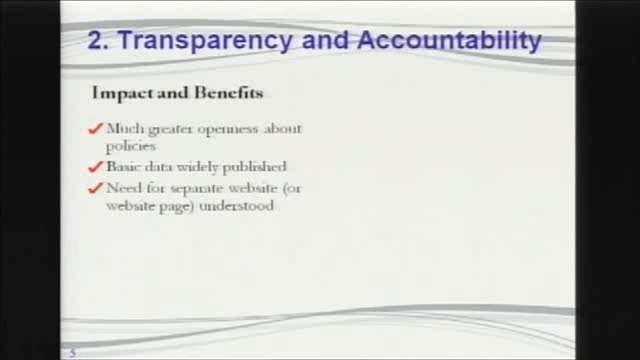 2. Transparency and Accountability
Impact and Benefits
Much greater openness about
policies
Basic data widely published
Need for separate website (or
website page) understood
5